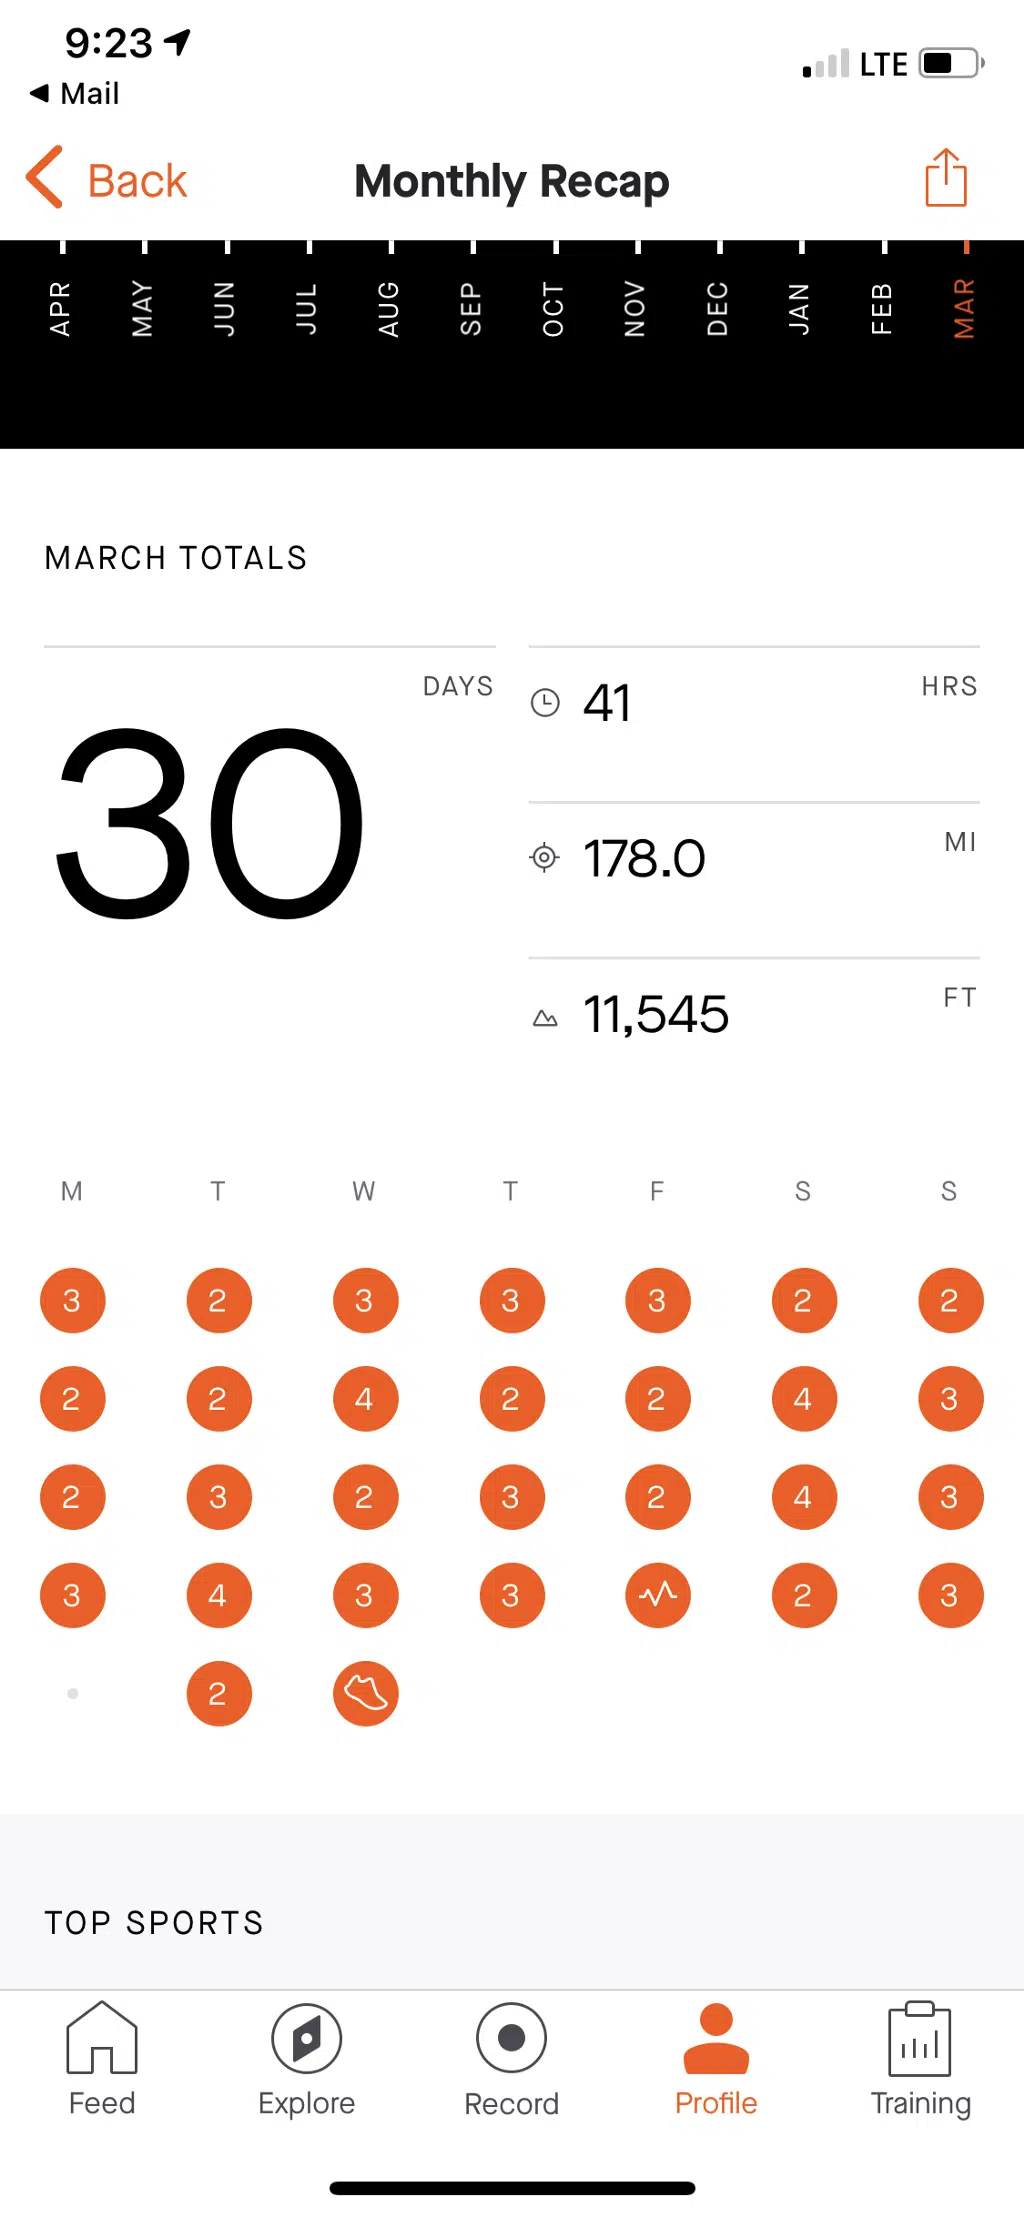 9:23
LTE
Mail
Back
Monthly Recap
APR MAY JUN JUL AUG SEP OCT NOV DEC JAN FEB MAR
MARCH TOTALS
DAYS
30
41 HRS
178.0 MI
11,545 FT
M T W T F S S
3 2 3 3 3 2 2
2 2 4 2 2 4 3
2 3 2 3 2 4 3
3 4 3 3 2 3
2
TOP SPORTS
Feed Explore Record Profile Training